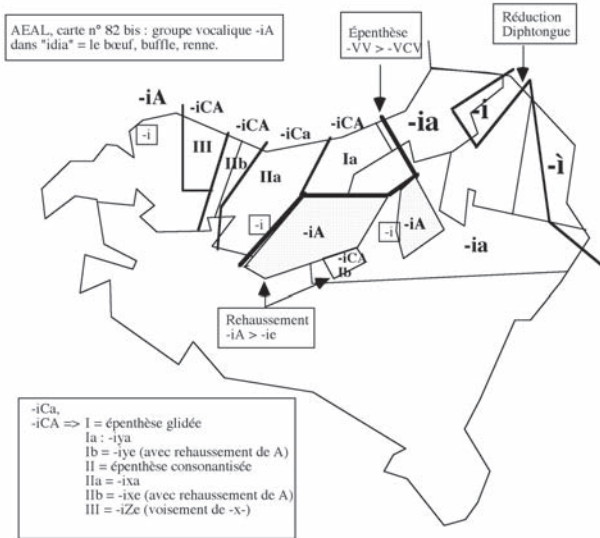 AEAL, carte n° 82 bis : groupe vocalique -iA
dans "idia" = le bœuf, buffle, renne.
Épenthèse
-VV > -VCV
Réduction
Diphtongue
-iA
-iCA
-iCA
-iCa
-iCA
-ia
-i
-i
III
IIb
IIa
Ia
-ì
-i
-iA
-i
-iA
-ia
-iCA
Ib
Rehaussement
-iA > -ie
-iCa,
-iCA => I = épenthèse glidée
Ia : -iya
Ib = -iye (avec rehaussement de A)
II = épenthèse consonantisée
IIa = -ixa
IIb = -ixe (avec rehaussement de A)
III = -iZe (voisement de -x-)